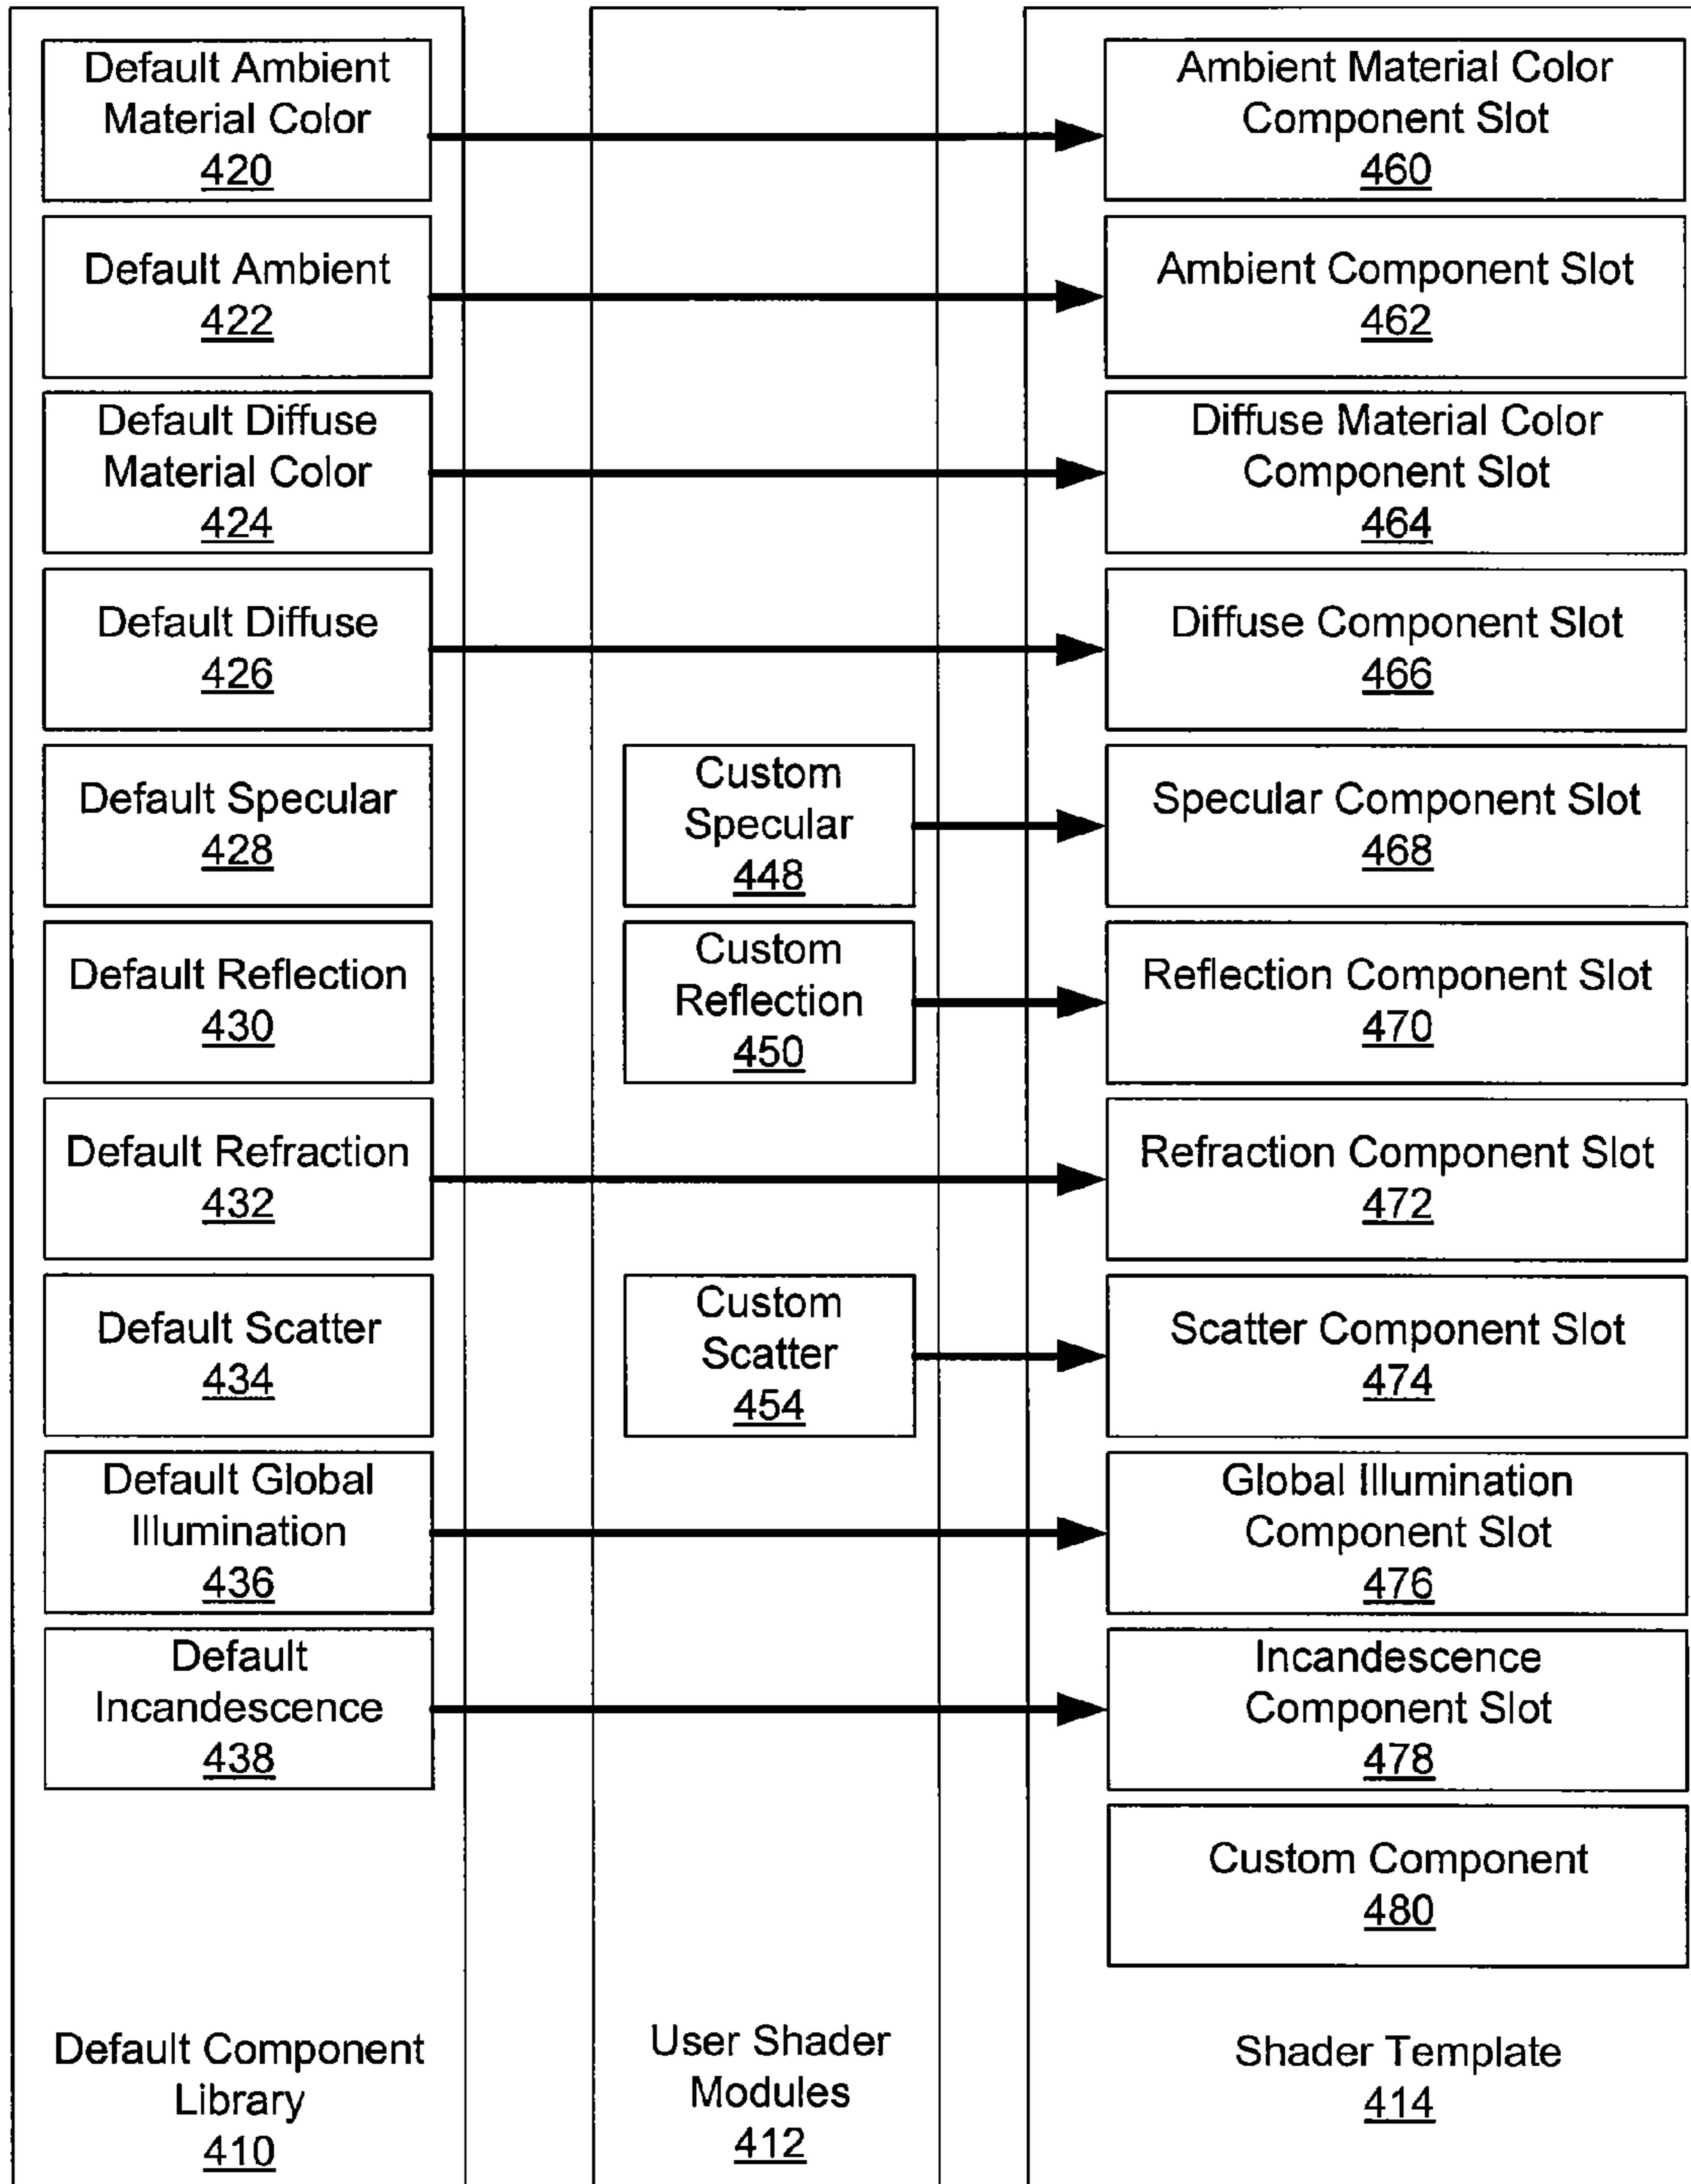 Default Ambient
Material Color
420
Ambient Material Color
Component Slot
460
Default Ambient
422
Ambient Component Slot
462
Default Diffuse
Material Color
424
Diffuse Material Color
Component Slot
464
Default Diffuse
426
Diffuse Component Slot
466
Default Specular
428
Custom
Specular
448
Specular Component Slot
468
Default Reflection
430
Custom
Reflection
450
Reflection Component Slot
470
Default Refraction
432
Refraction Component Slot
472
Default Scatter
434
Custom
Scatter
454
Scatter Component Slot
474
Default Global
Illumination
436
Global Illumination
Component Slot
476
Default
Incandescence
438
Incandescence
Component Slot
478
Custom Component
480
Default Component
Library
410
User Shader
Modules
412
Shader Template
414